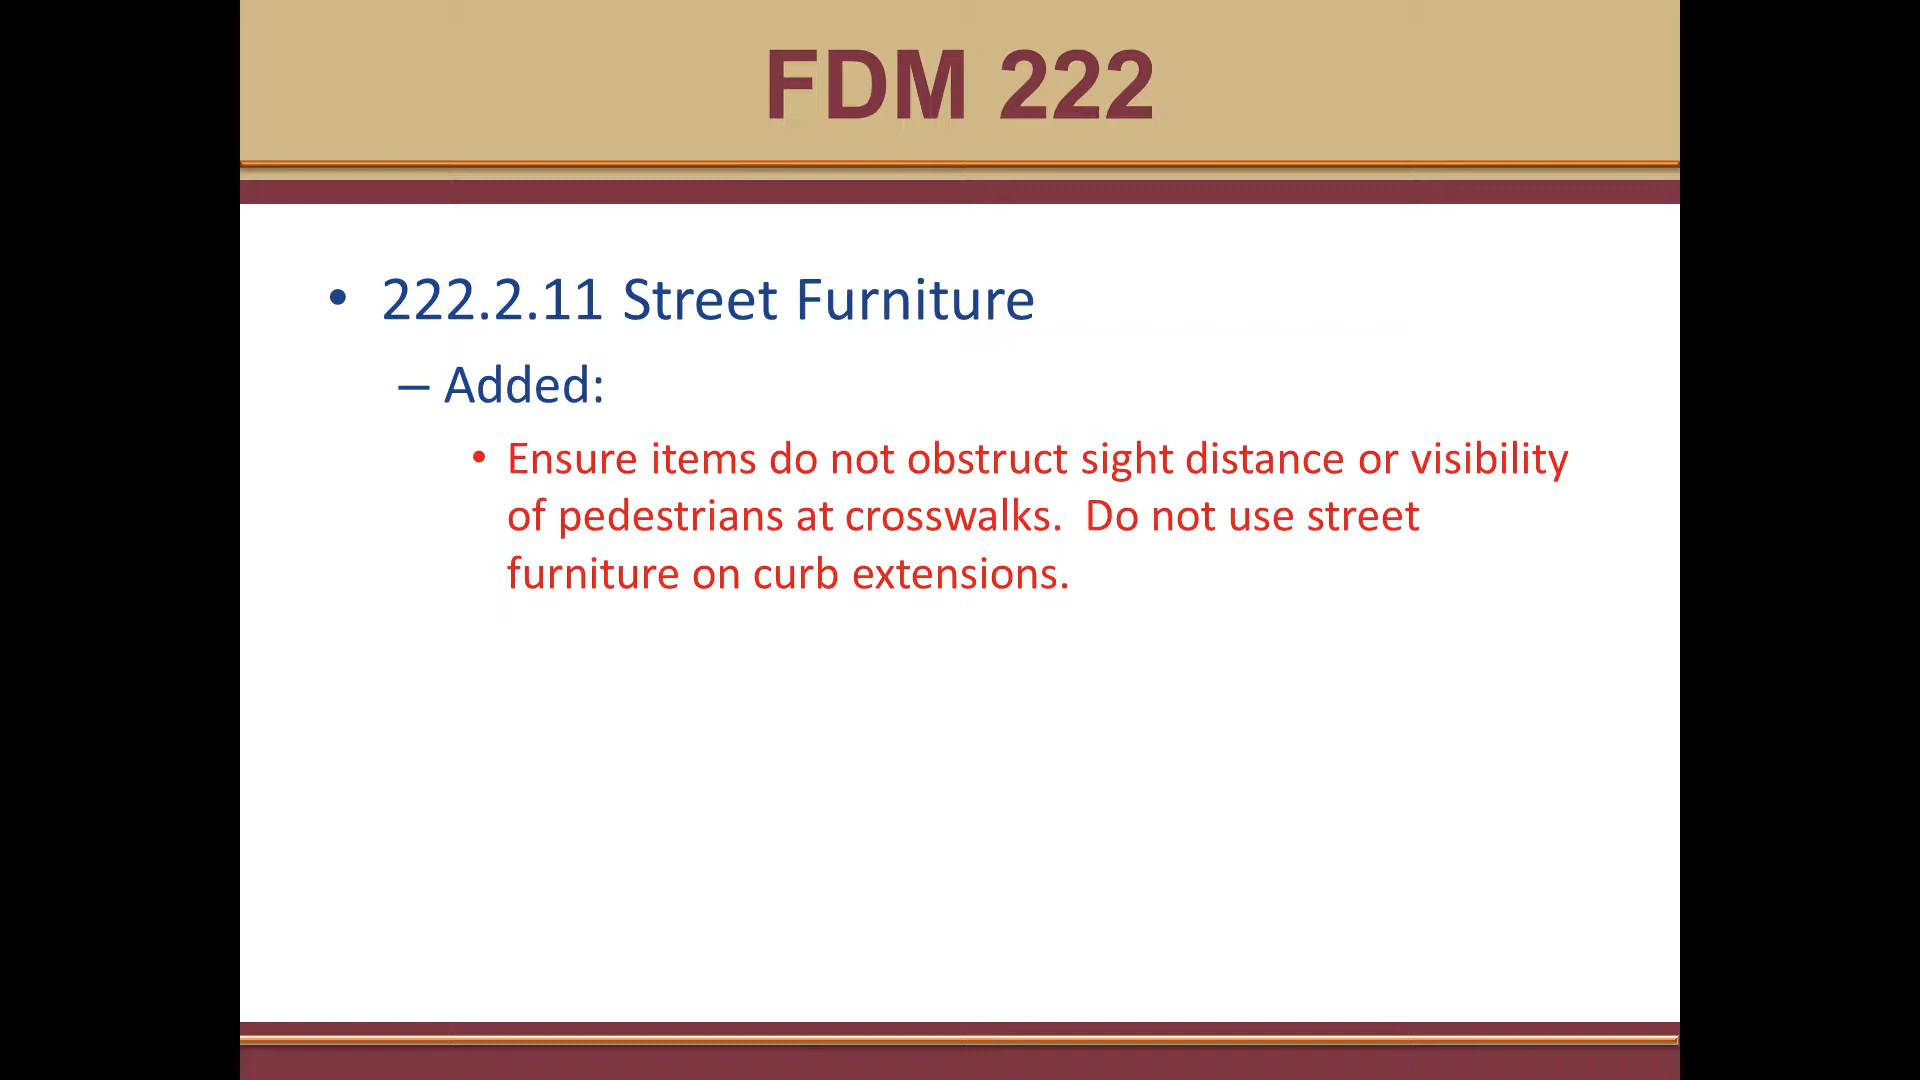 FDM 222
• 222.2.11 Street Furniture
– Added:
• Ensure items do not obstruct sight distance or visibility
of pedestrians at crosswalks.  Do not use street
furniture on curb extensions.